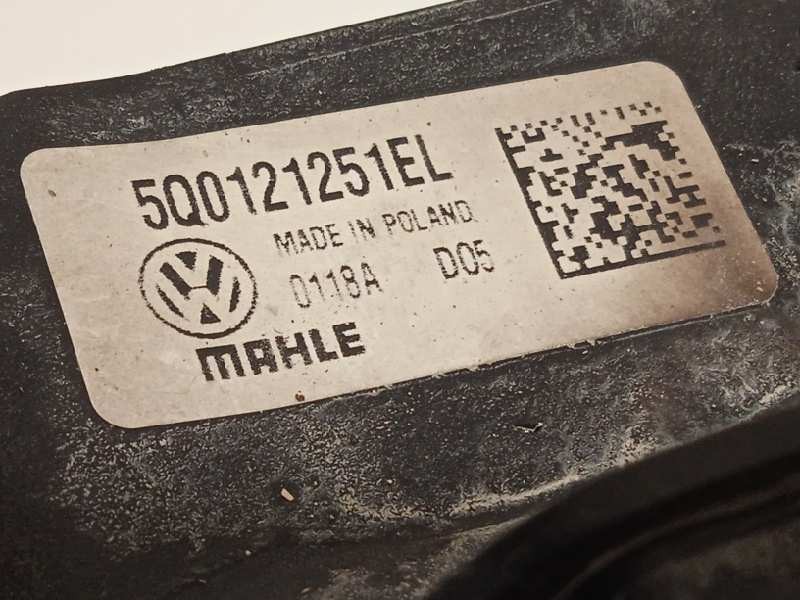 5Q0121251EL
MADE IN POLAND
0118A D05
MAHLE